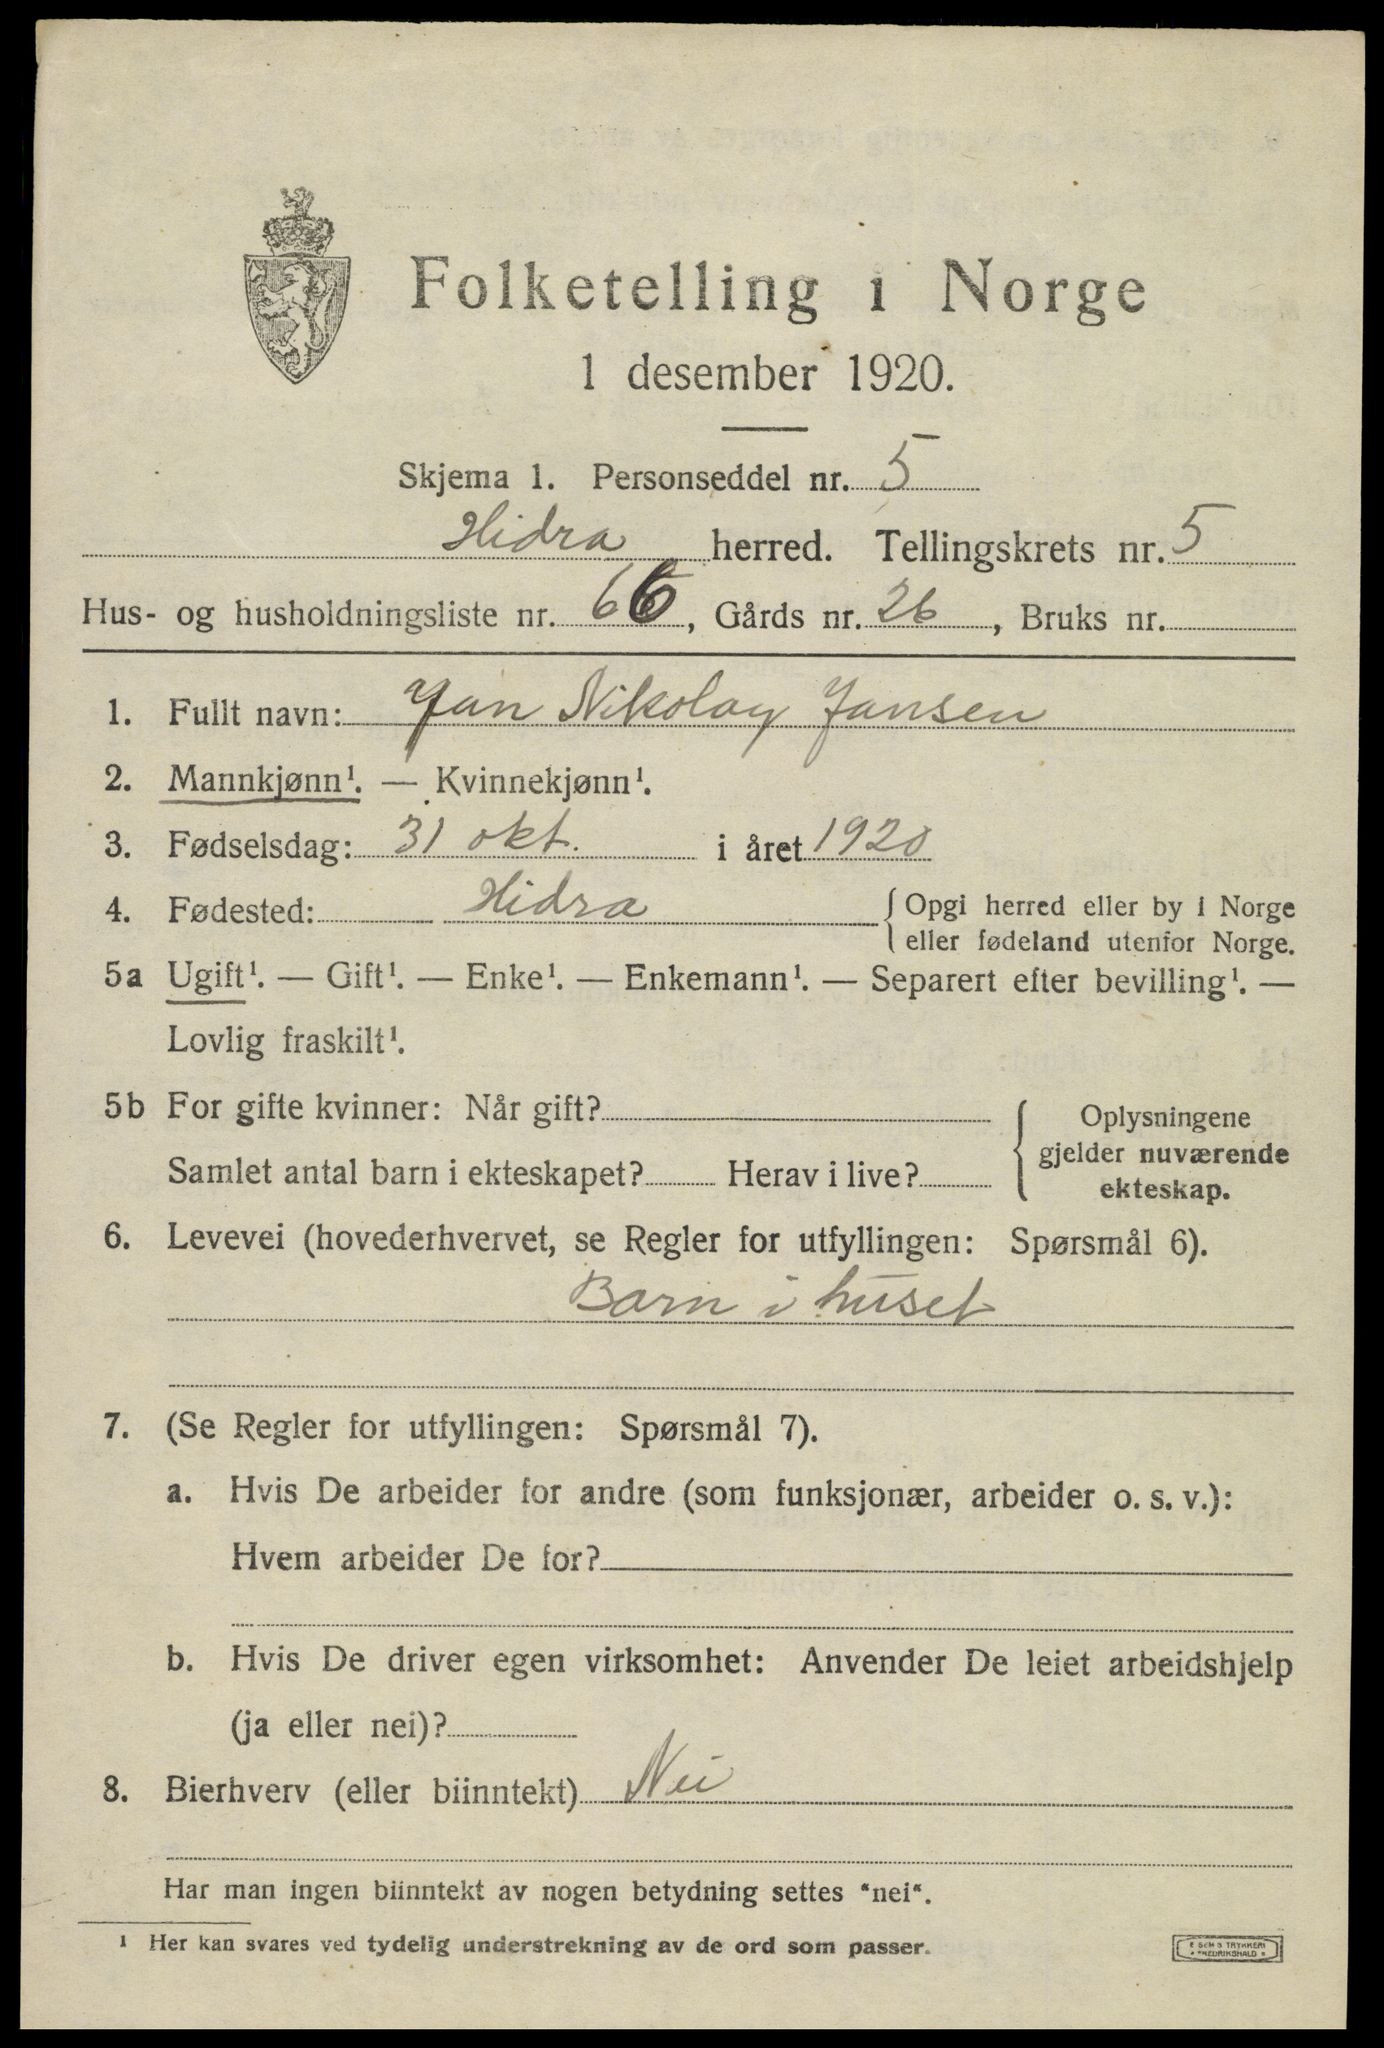 Folketelling i Norge
1 desember 1920.
Skjema 1. Personseddel nr. 5
Hidra herred. Tellingskrets nr. 5
Hus- og husholdningsliste nr. 66, Gårds nr. 26, Bruks nr.
1. Fullt navn: Jan Nikolay Jansen
2. Mannkjønn¹. — Kvinnekjønn¹.
3. Fødselsdag: 31 okt. i året 1920
4. Fødested: Hidra { Opgi herred eller by i Norge
eller fødeland utenfor Norge.
5a Ugift¹. — Gift¹. — Enke¹. — Enkemann¹. — Separert efter bevilling¹. —
Lovlig fraskilt¹.
5b For gifte kvinner: Når gift?
Samlet antal barn i ekteskapet? Herav i live?
{ Oplysningene
gjelder nuværende
ekteskap.
6. Levevei (hovederhvervet, se Regler for utfyllingen: Spørsmål 6).
Barn i huset
7. (Se Regler for utfyllingen: Spørsmål 7).
a. Hvis De arbeider for andre (som funksjonær, arbeider o. s. v.):
Hvem arbeider De for?
b. Hvis De driver egen virksomhet: Anvender De leiet arbeidshjelp
(ja eller nei)?
8. Bierhverv (eller biinntekt) Nei
Har man ingen biinntekt av nogen betydning settes "nei".
1 Her kan svares ved tydelig understrekning av de ord som passer.
TRYKKERI